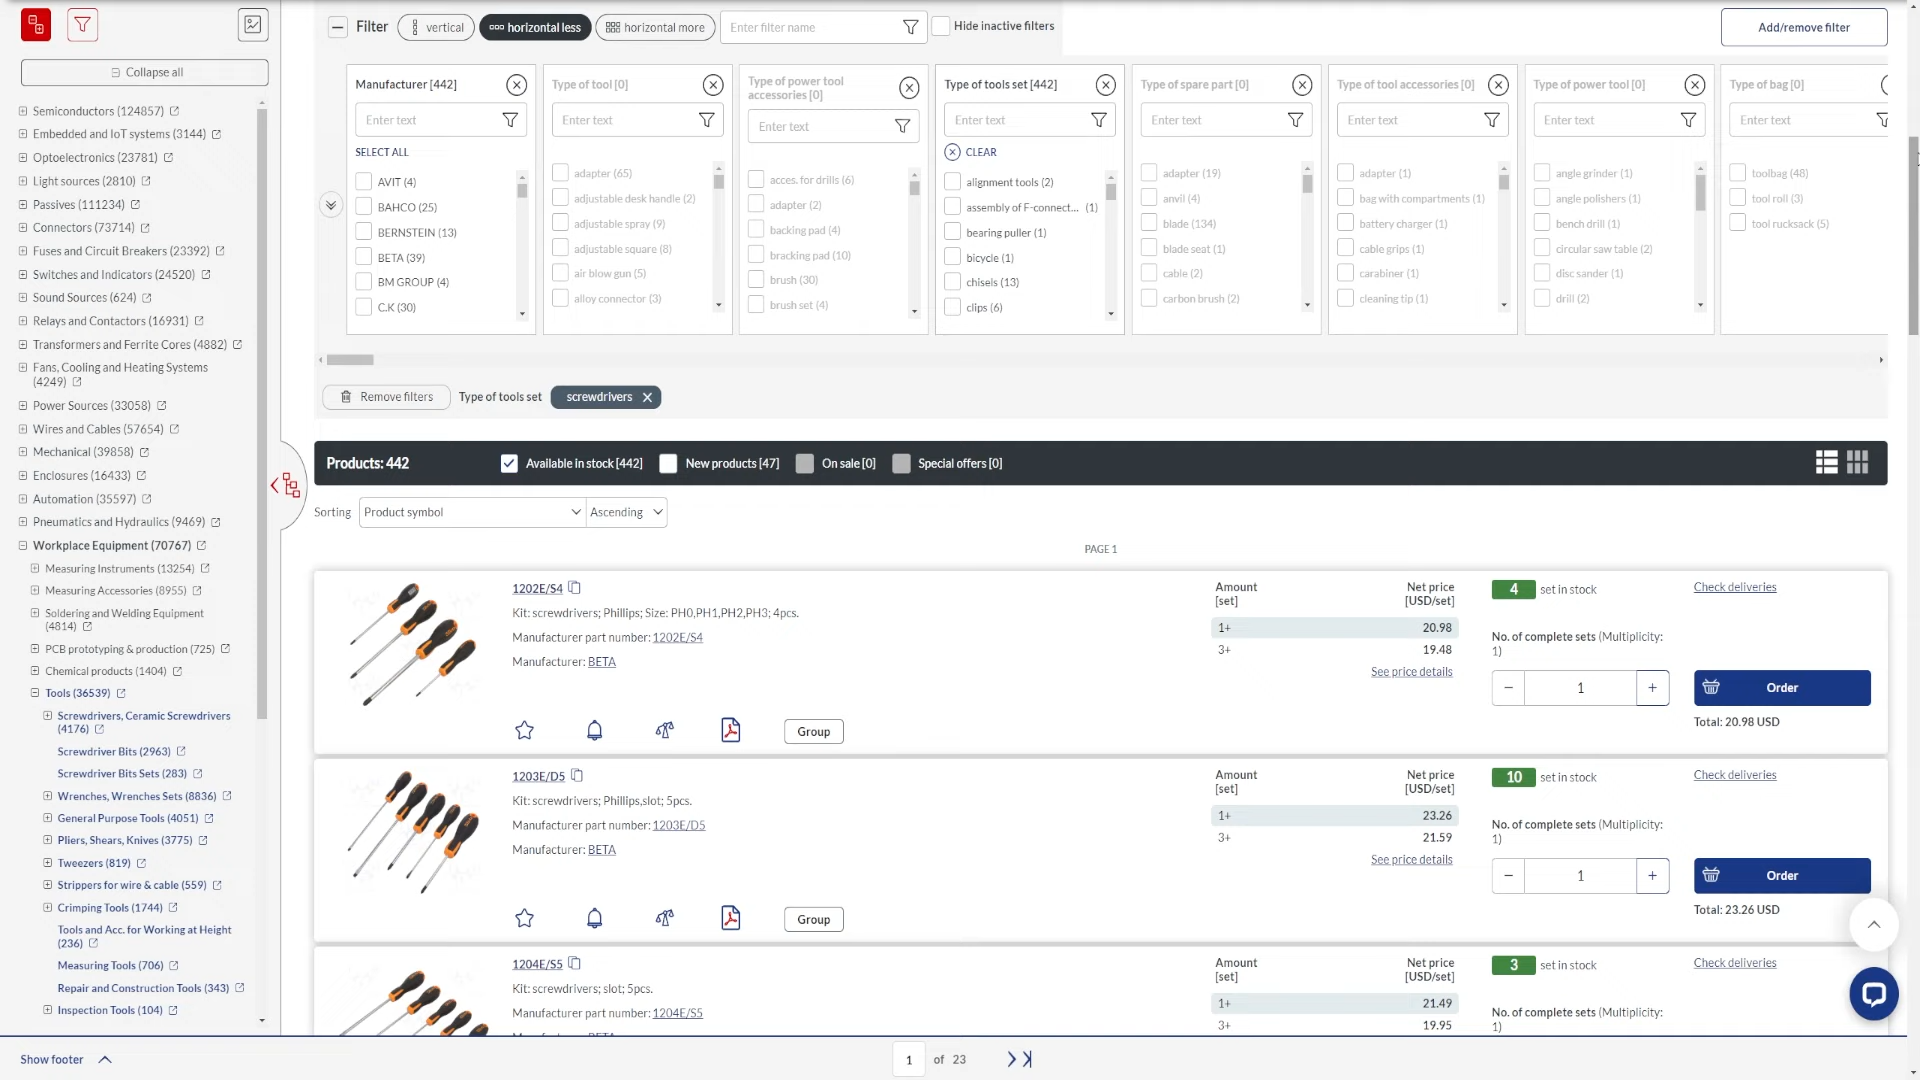 Collapse all
Semiconductors (124857)
Embedded and IoT systems (3144)
Optoelectronics (23781)
Light sources (2810)
Passives (111234)
Connectors (73714)
Fuses and Circuit Breakers (23392)
Switches and Indicators (24520)
Sound Sources (624)
Relays and Contactors (16931)
Transformers and Ferrite Cores (4882)
Fans, Cooling and Heating Systems
(4249)
Power Sources (33058)
Wires and Cables (57654)
Mechanical (39858)
Enclosures (16433)
Automation (35597)
Pneumatics and Hydraulics (9469)
Workplace Equipment (70767)
Measuring Instruments (13254)
Measuring Accessories (8955)
Soldering and Welding Equipment
(4814)
PCB prototyping & production (725)
Chemical products (1404)
Tools (36539)
Screwdrivers, Ceramic Screwdrivers
(4176)
Screwdriver Bits (2963)
Screwdriver Bits Sets (283)
Wrenches, Wrenches Sets (8836)
General Purpose Tools (4051)
Pliers, Shears, Knives (3775)
Tweezers (819)
Strippers for wire & cable (559)
Crimping Tools (1744)
Tools and Acc. for Working at Height
(236)
Measuring Tools (706)
Repair and Construction Tools (343)
Inspection Tools (104)
Filter vertical horizontal less horizontal more Enter filter name Hide inactive filters Add/remove filter
Manufacturer [442]
Enter text
SELECT ALL
AVIT (4)
BAHCO (25)
BERNSTEIN (13)
BETA (39)
BM GROUP (4)
C.K (30)
Type of tool [0]
Enter text
adapter (65)
adjustable desk handle (2)
adjustable spray (9)
adjustable square (8)
air blow gun (5)
alloy connector (3)
Type of power tool
accessories [0]
Enter text
acces. for drills (6)
adapter (2)
backing pad (4)
bracking pad (10)
brush (30)
brush set (4)
Type of tools set [442]
Enter text
CLEAR
alignment tools (2)
assembly of F-connect... (1)
bearing puller (1)
bicycle (1)
chisels (13)
clips (6)
Type of spare part [0]
Enter text
adapter (19)
anvil (4)
blade (134)
blade seat (1)
cable (2)
carbon brush (2)
Type of tool accessories [0]
Enter text
adapter (1)
bag with compartments (1)
battery charger (1)
cable grips (1)
carabiner (1)
cleaning tip (1)
Type of power tool [0]
Enter text
angle grinder (1)
angle polishers (1)
bench drill (1)
circular saw table (2)
disc sander (1)
drill (2)
Type of bag [0]
Enter text
toolbag (48)
tool roll (3)
tool rucksack (5)
Remove filters Type of tools set screwdrivers
Products: 442 Available in stock [442] New products [47] On sale [0] Special offers [0]
Sorting Product symbol Ascending
PAGE 1
1202E/S4
Kit: screwdrivers; Phillips; Size: PH0,PH1,PH2,PH3; 4pcs.
Manufacturer part number: 1202E/S4
Manufacturer: BETA
Group
Amount Net price
[set] [USD/set]
1+ 20.98
3+ 19.48
See price details
4 set in stock
No. of complete sets (Multiplicity:
1)
1
Check deliveries
Order
Total: 20.98 USD
1203E/D5
Kit: screwdrivers; Phillips,slot; 5pcs.
Manufacturer part number: 1203E/D5
Manufacturer: BETA
Group
Amount Net price
[set] [USD/set]
1+ 23.26
3+ 21.59
See price details
10 set in stock
No. of complete sets (Multiplicity:
1)
1
Check deliveries
Order
Total: 23.26 USD
1204E/S5
Kit: screwdrivers; slot; 5pcs.
Manufacturer part number: 1204E/S5
Manufacturer: BETA
Amount Net price
[set] [USD/set]
1+ 21.49
3+ 19.95
3 set in stock
No. of complete sets (Multiplicity:
1)
Check deliveries
Show footer
1 of 23